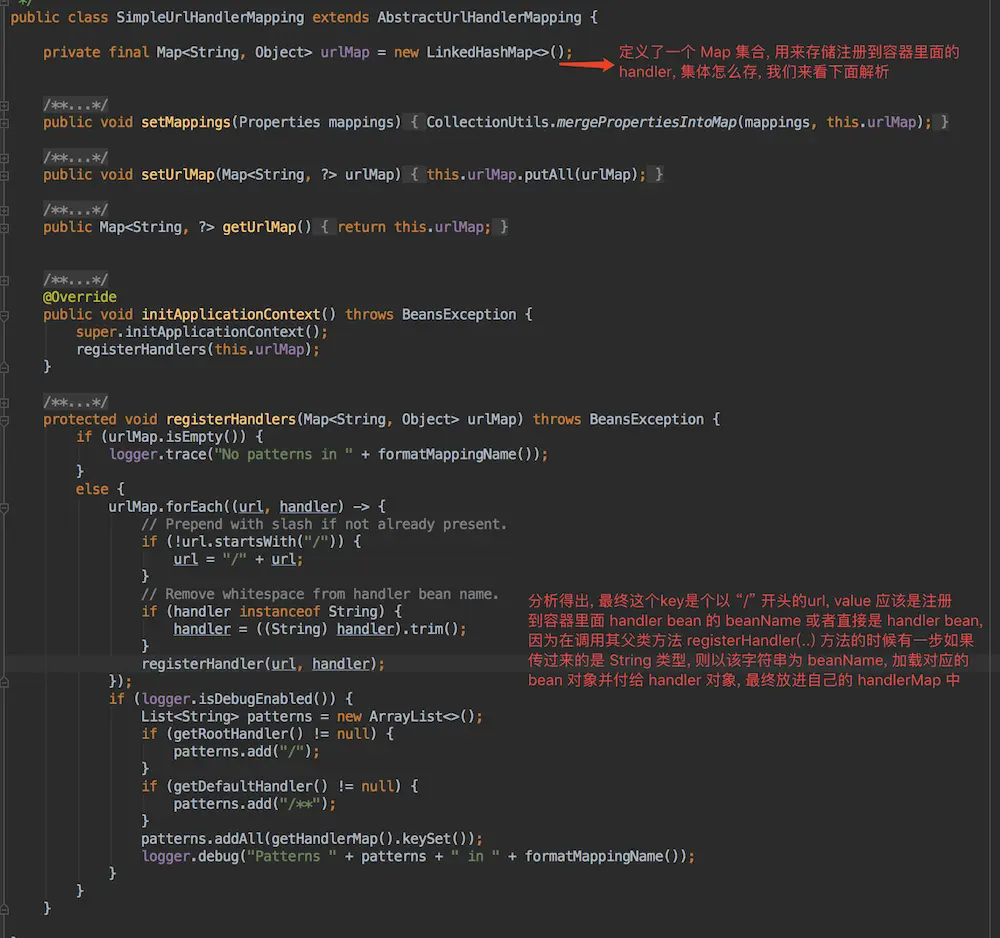 */
public class SimpleUrlHandlerMapping extends AbstractUrlHandlerMapping {
private final Map<String, Object> urlMap = new LinkedHashMap<>();
定义了一个 Map 集合, 用来存储注册到容器里面的
handler, 集体怎么存, 我们来看下面解析
/**...*/
public void setMappings(Properties mappings) { CollectionUtils.mergePropertiesIntoMap(mappings, this.urlMap); }
/**...*/
public void setUrlMap(Map<String, ?> urlMap) { this.urlMap.putAll(urlMap); }
/**...*/
public Map<String, ?> getUrlMap() { return this.urlMap; }
/**...*/
@Override
public void initApplicationContext() throws BeansException {
super.initApplicationContext();
registerHandlers(this.urlMap);
}
/**...*/
protected void registerHandlers(Map<String, Object> urlMap) throws BeansException {
if (urlMap.isEmpty()) {
logger.trace("No patterns in " + formatMappingName());
}
else {
urlMap.forEach((url, handler) -> {
// Prepend with slash if not already present.
if (!url.startsWith("/")) {
url = "/" + url;
}
// Remove whitespace from handler bean name.
if (handler instanceof String) {
handler = ((String) handler).trim();
}
registerHandler(url, handler);
});
分析得出, 最终这个key是个以 “/” 开头的url, value 应该是注册
到容器里面 handler bean 的 beanName 或者直接是 handler bean,
因为在调用其父类方法 registerHandler(..) 方法的时候有一步如果
传过来的是 String 类型, 则以该字符串为 beanName, 加载对应的
bean 对象并付给 handler 对象, 最终放进自己的 handlerMap 中
if (logger.isDebugEnabled()) {
List<String> patterns = new ArrayList<>();
if (getRootHandler() != null) {
patterns.add("/");
}
if (getDefaultHandler() != null) {
patterns.add("/**");
}
patterns.addAll(getHandlerMap().keySet());
logger.debug("Patterns " + patterns + " in " + formatMappingName());
}
}
}